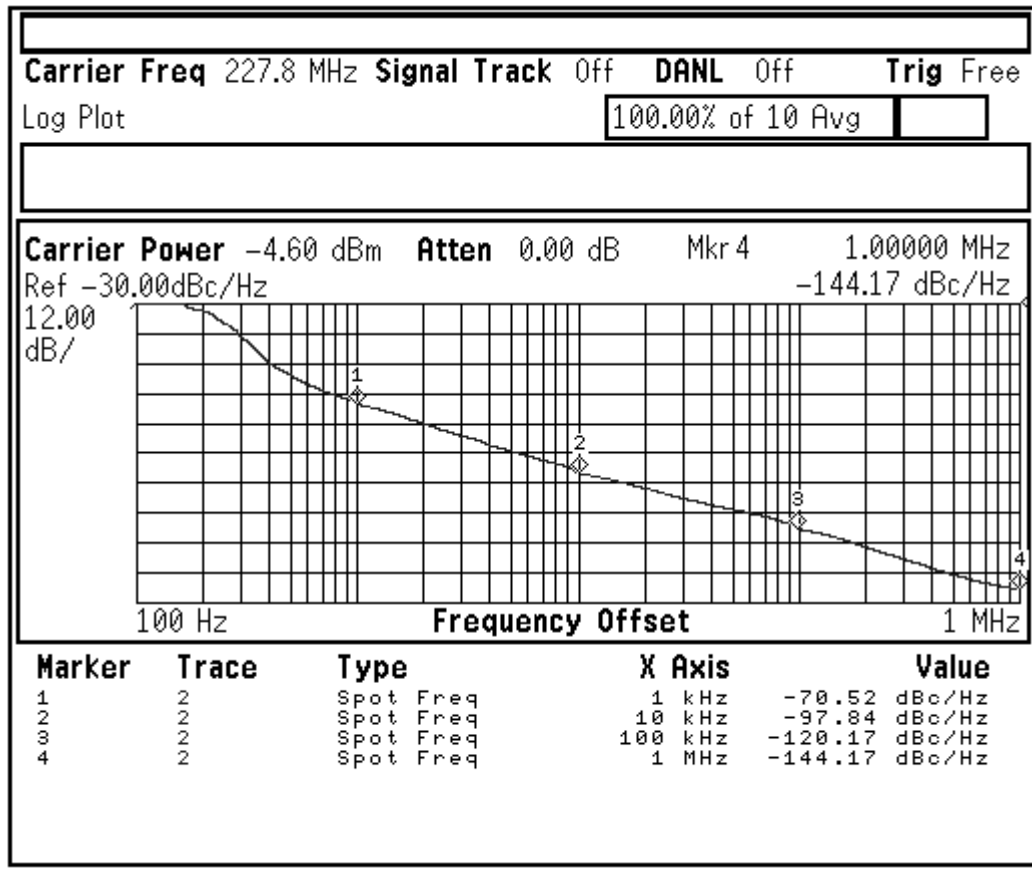 Carrier Freq 227.8 MHz Signal Track Off DANL Off Trig Free
Log Plot 100.00% of 10 Avg
Carrier Power -4.60 dBm Atten 0.00 dB Mkr 4 1.00000 MHz
Ref -30.00dBc/Hz -144.17 dBc/Hz
12.00
dB/
1
2
3
4
100 Hz Frequency Offset 1 MHz
Marker Trace Type X Axis Value
1 2 Spot Freq 1 kHz -70.52 dBc/Hz
2 2 Spot Freq 10 kHz -97.84 dBc/Hz
3 2 Spot Freq 100 kHz -120.17 dBc/Hz
4 2 Spot Freq 1 MHz -144.17 dBc/Hz